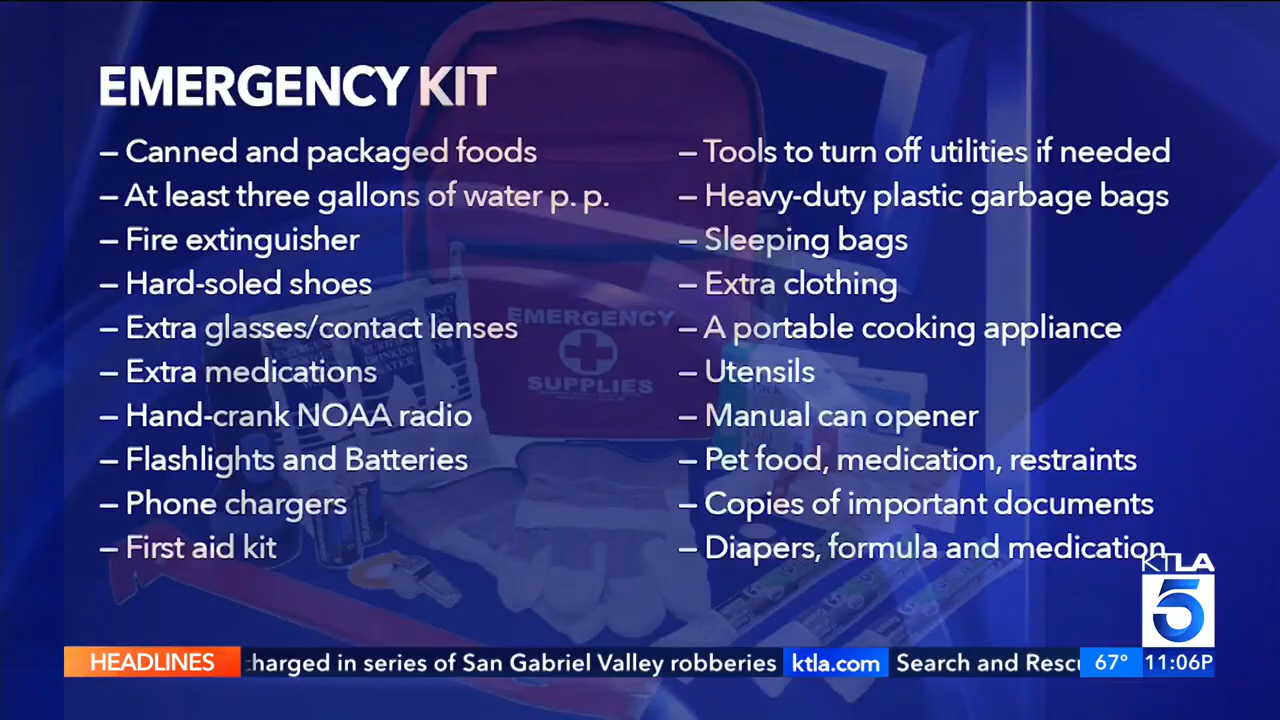 EMERGENCY KIT
– Canned and packaged foods
– At least three gallons of water p. p.
– Fire extinguisher
– Hard-soled shoes
– Extra glasses/contact lenses
– Extra medications
– Hand-crank NOAA radio
– Flashlights and Batteries
– Phone chargers
– First aid kit
– Tools to turn off utilities if needed
– Heavy-duty plastic garbage bags
– Sleeping bags
– Extra clothing
– A portable cooking appliance
– Utensils
– Manual can opener
– Pet food, medication, restraints
– Copies of important documents
– Diapers, formula and medication
EMERGENCY
SUPPLIES
DRINKING
WATER
KTLA
5
HEADLINES
harged in series of San Gabriel Valley robberies
ktla.com
Search and Rescu
67°
11:06P